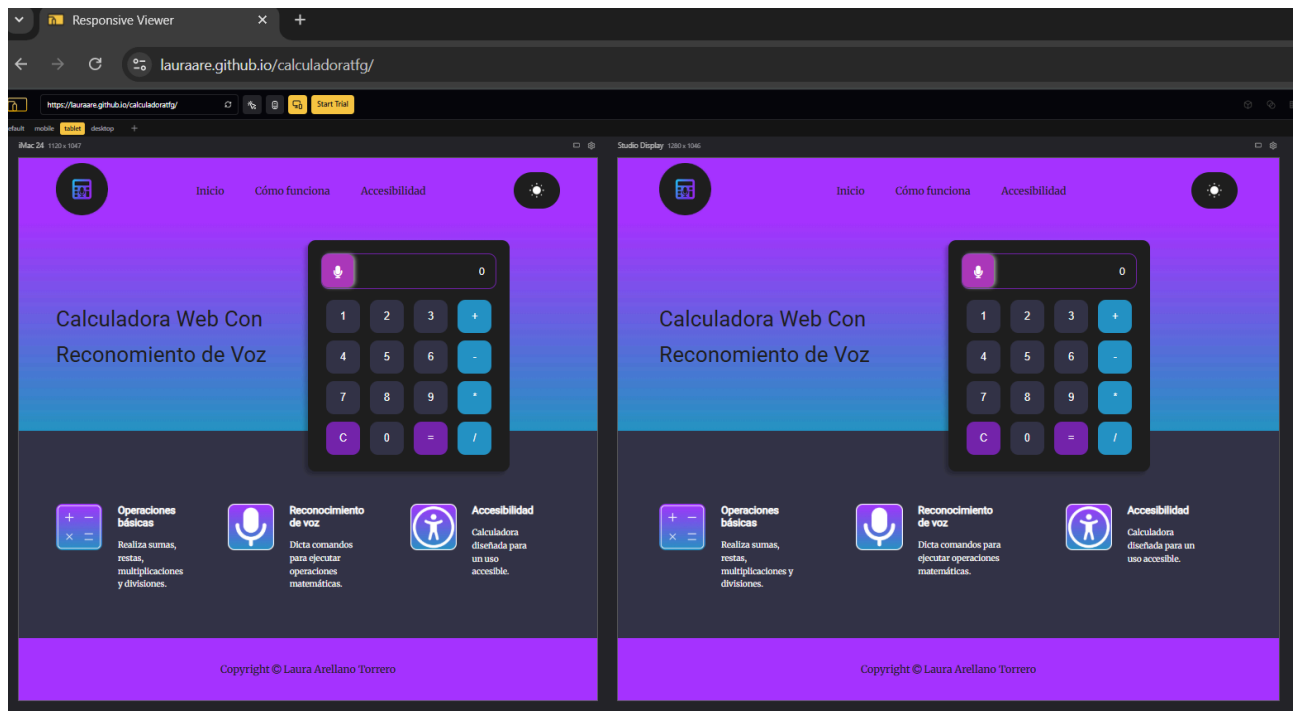 Responsive Viewer
lauraare.github.io/calculadoratfg/
https://lauraare.github.io/calculadoratfg/
Start Trial
efault mobile tablet desktop +
iMac 24 1120 x 1047
Inicio Cómo funciona Accesibilidad
0
Calculadora Web Con
Reconomiento de Voz
1 2 3 +
4 5 6 -
7 8 9 *
C 0 = /
Operaciones
básicas
Realiza sumas,
restas,
multiplicaciones
y divisiones.
Reconocimiento
de voz
Dicta comandos
para ejecutar
operaciones
matemáticas.
Accesibilidad
Calculadora
diseñada para
un uso
accesible.
Copyright © Laura Arellano Torrero
Studio Display 1280 x 1046
Inicio Cómo funciona Accesibilidad
0
Calculadora Web Con
Reconomiento de Voz
1 2 3 +
4 5 6 -
7 8 9 *
C 0 = /
Operaciones
básicas
Realiza sumas,
restas,
multiplicaciones y
divisiones.
Reconocimiento
de voz
Dicta comandos para
ejecutar operaciones
matemáticas.
Accesibilidad
Calculadora
diseñada para un
uso accesible.
Copyright © Laura Arellano Torrero